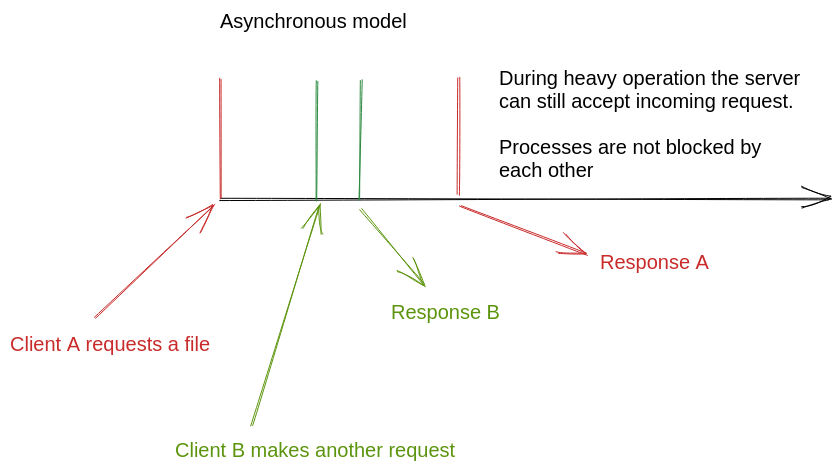 Asynchronous model
During heavy operation the server
can still accept incoming request.
Processes are not blocked by
each other
Response A
Response B
Client A requests a file
Client B makes another request